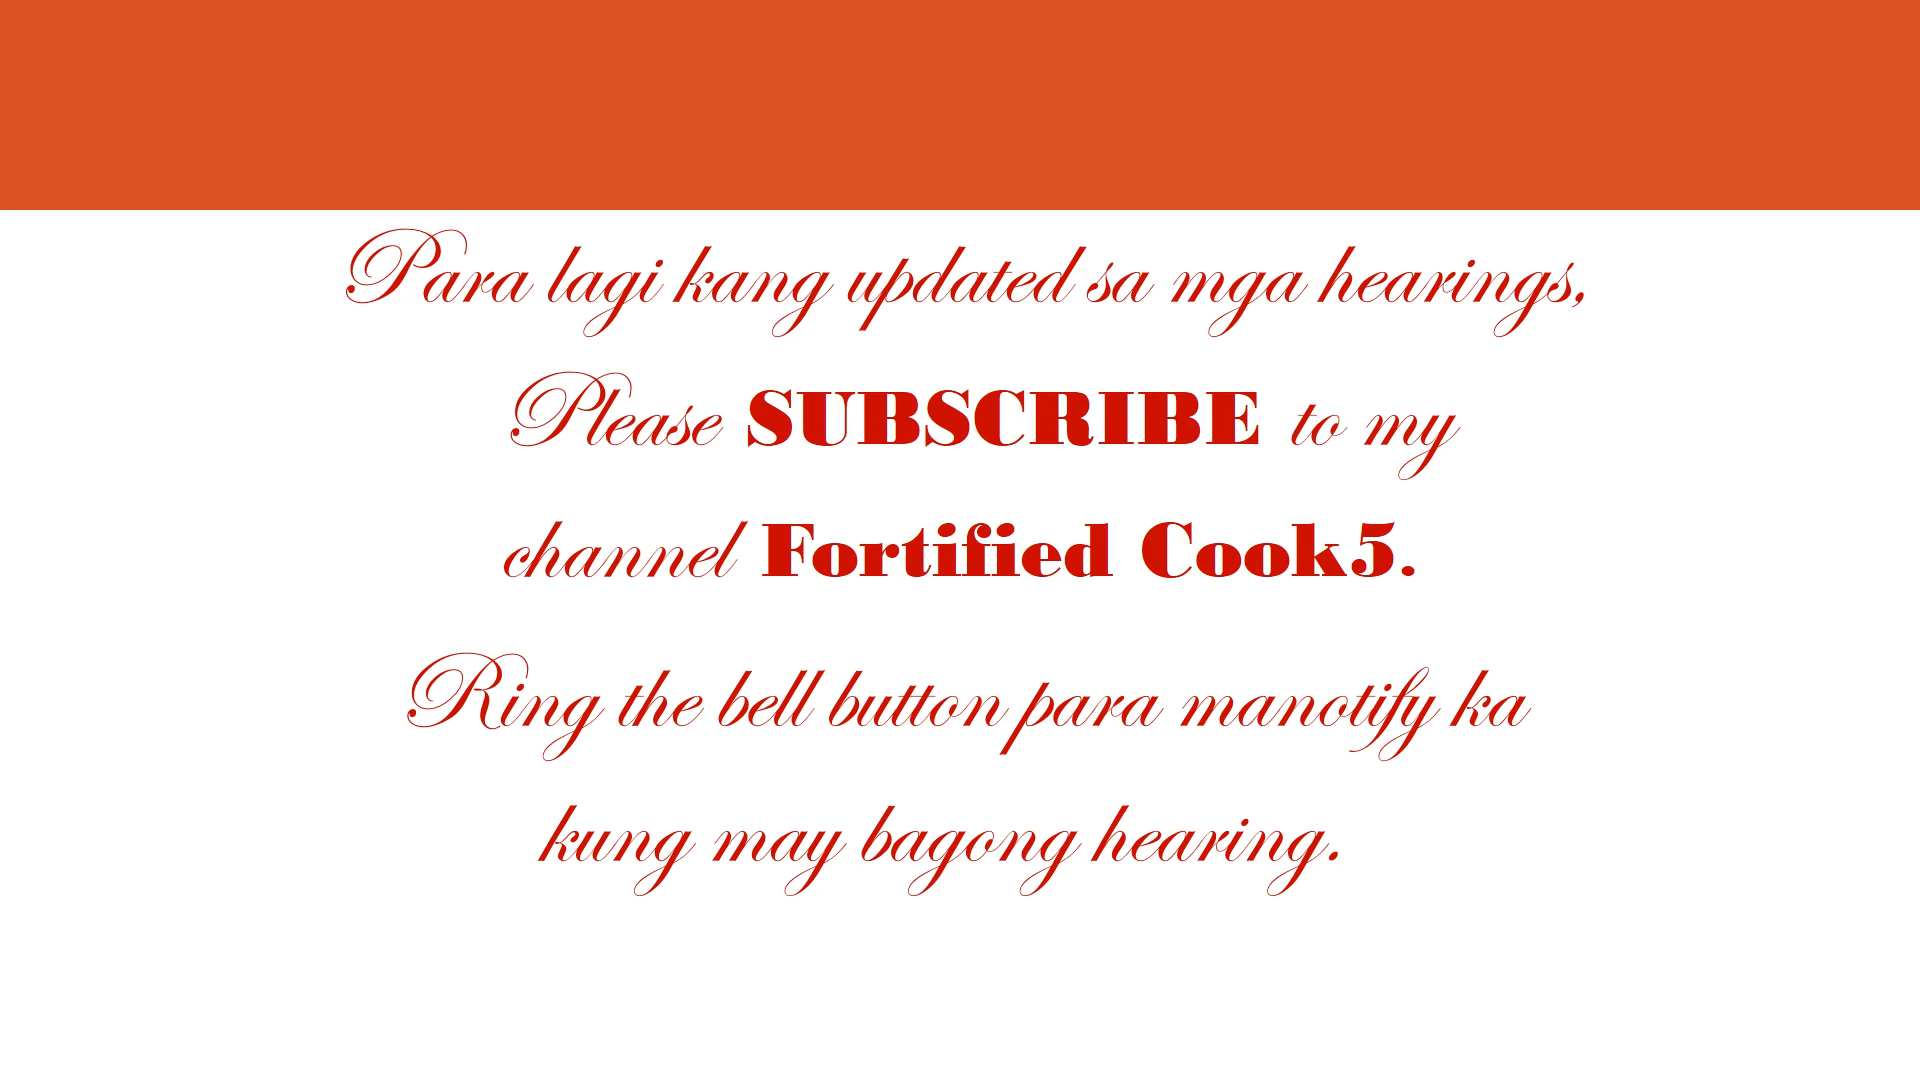 Para lagi kang updated sa mga hearings,
Please SUBSCRIBE to my
channel Fortified Cook5.
Ring the bell button para manotify ka
kung may bagong hearing.